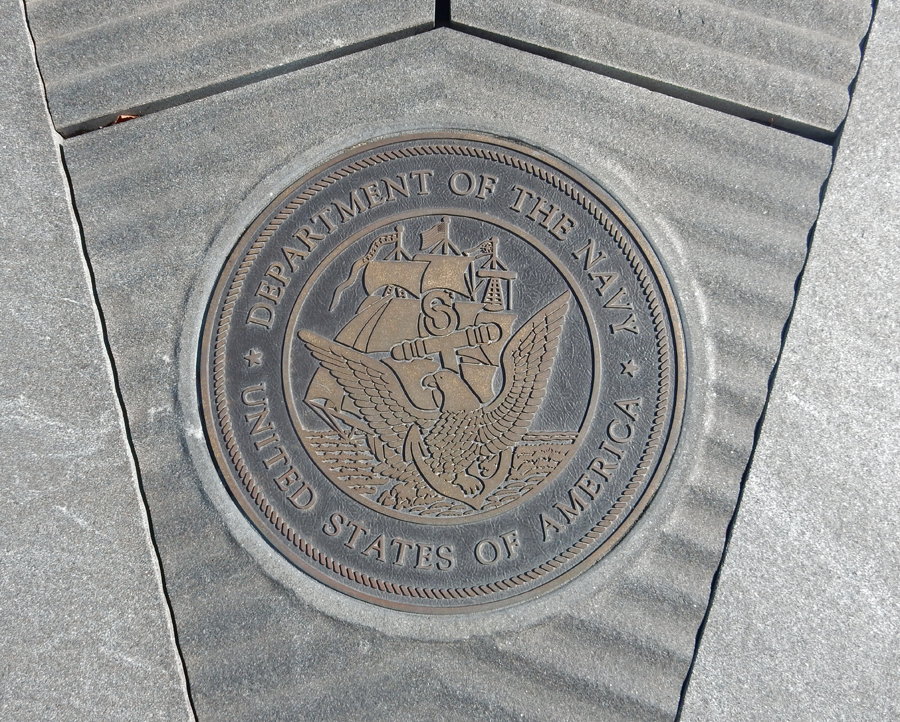 DEPARTMENT OF THE NAVY
UNITED STATES OF AMERICA